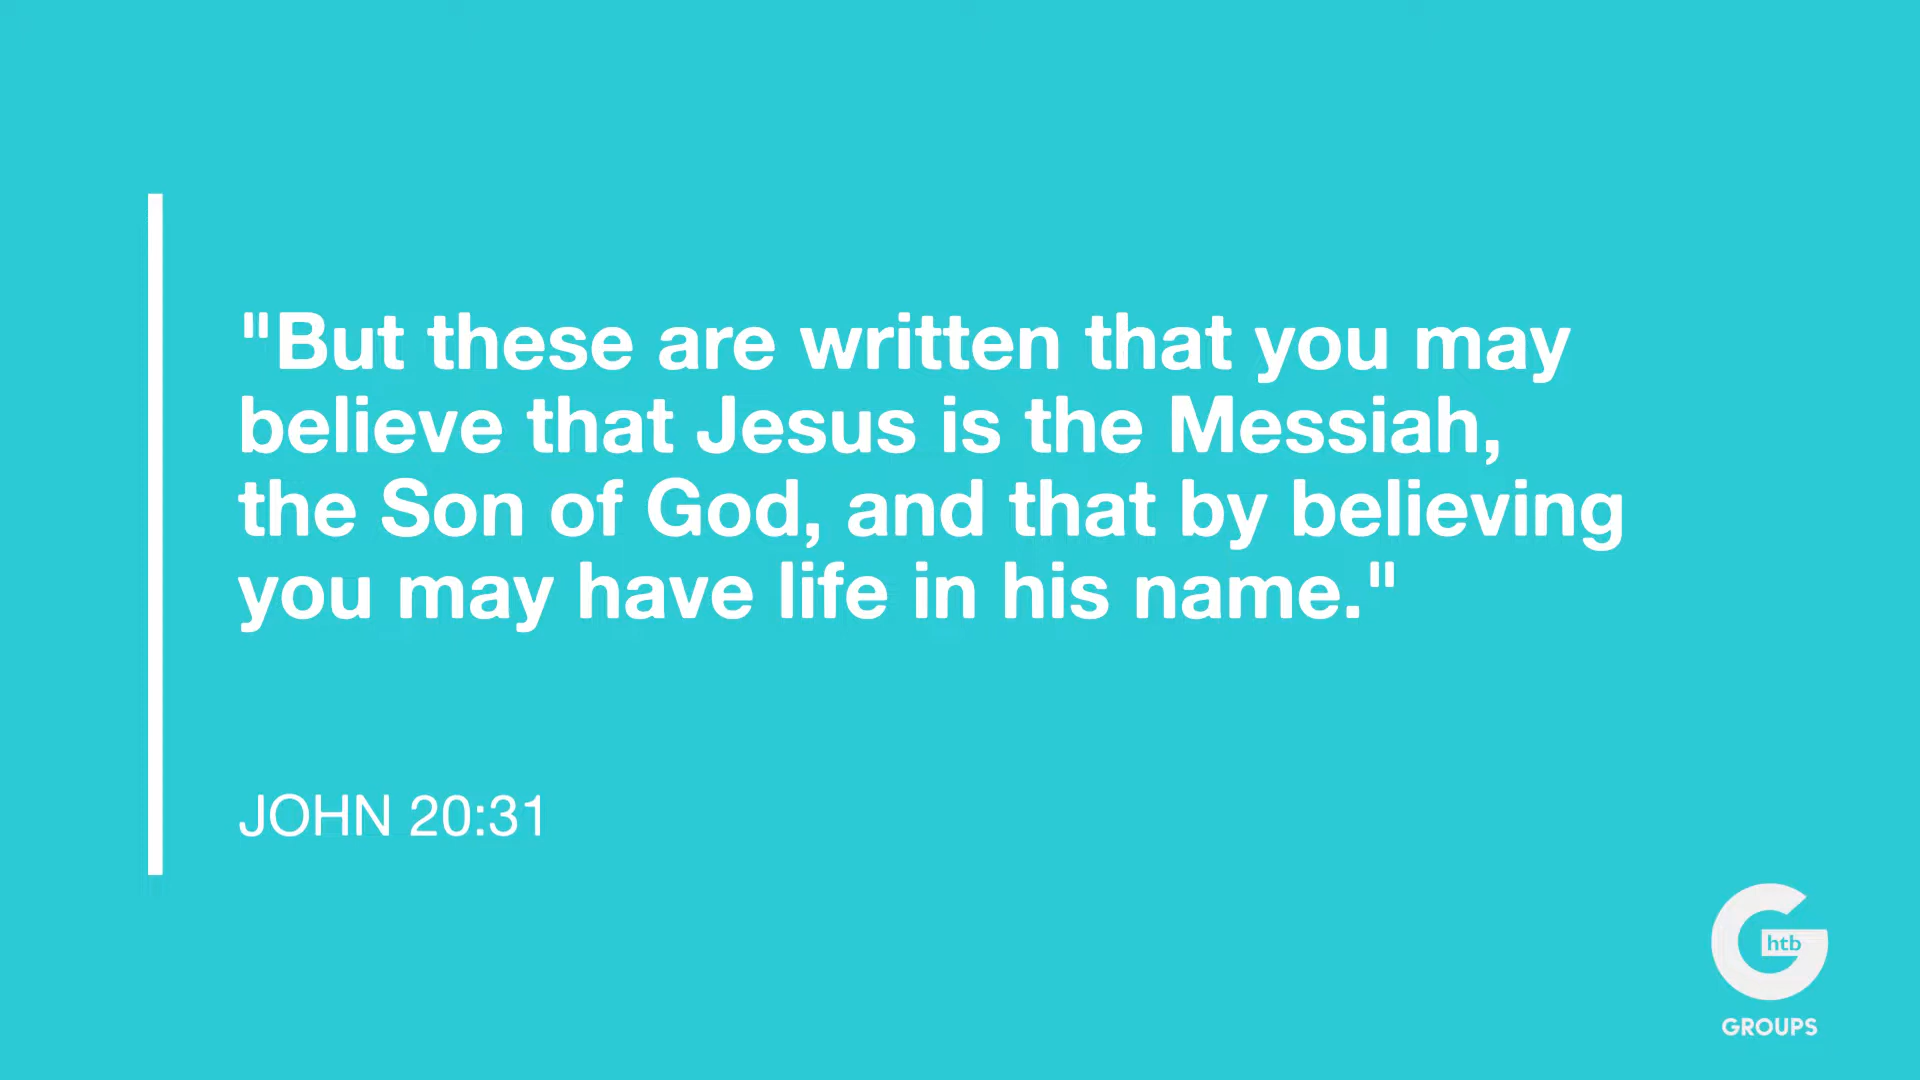 "But these are written that you may
believe that Jesus is the Messiah,
the Son of God, and that by believing
you may have life in his name."
JOHN 20:31
htb
GROUPS